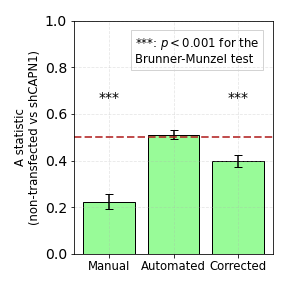 1.0
0.8
0.6
0.4
0.2
0.0
A statistic
(non-transfected vs shCAPN1)
***: p < 0.001 for the
Brunner-Munzel test
***
***
Manual
Automated
Corrected